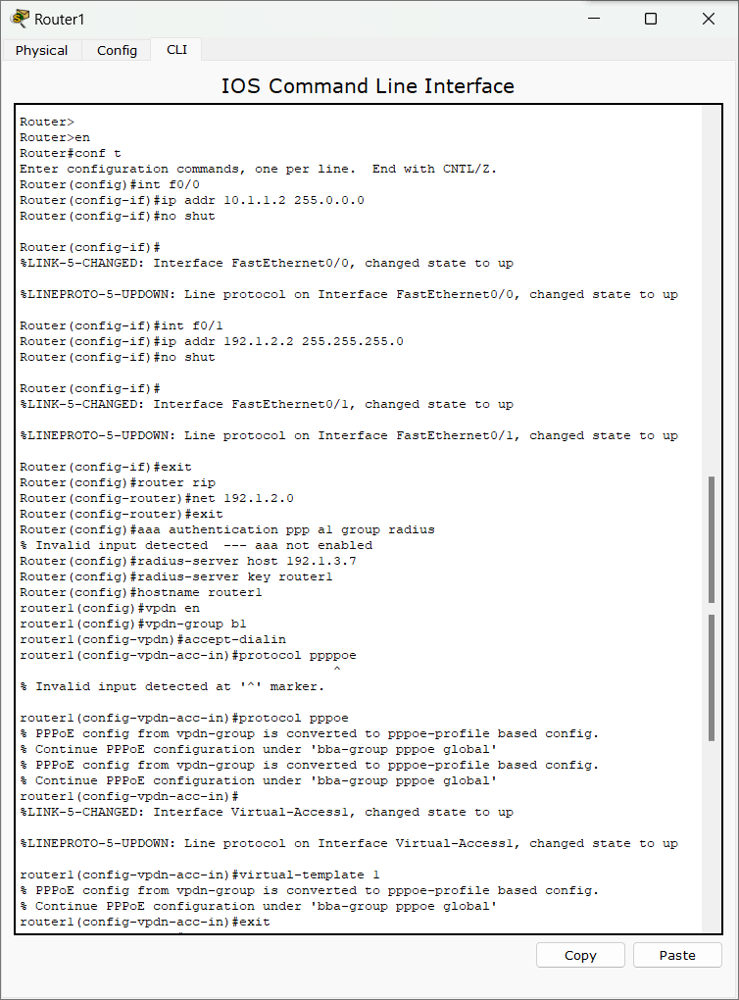 Router1
Physical Config CLI
IOS Command Line Interface
Router>
Router>en
Router#conf t
Enter configuration commands, one per line.  End with CNTL/Z.
Router(config)#int f0/0
Router(config-if)#ip addr 10.1.1.2 255.0.0.0
Router(config-if)#no shut
Router(config-if)#
%LINK-5-CHANGED: Interface FastEthernet0/0, changed state to up
%LINEPROTO-5-UPDOWN: Line protocol on Interface FastEthernet0/0, changed state to up
Router(config-if)#int f0/1
Router(config-if)#ip addr 192.1.2.2 255.255.255.0
Router(config-if)#no shut
Router(config-if)#
%LINK-5-CHANGED: Interface FastEthernet0/1, changed state to up
%LINEPROTO-5-UPDOWN: Line protocol on Interface FastEthernet0/1, changed state to up
Router(config-if)#exit
Router(config)#router rip
Router(config-router)#net 192.1.2.0
Router(config-router)#exit
Router(config)#aaa authentication ppp a1 group radius
% Invalid input detected  --- aaa not enabled
Router(config)#radius-server host 192.1.3.7
Router(config)#radius-server key router1
Router(config)#hostname router1
router1(config)#vpdn en
router1(config)#vpdn-group b1
router1(config-vpdn)#accept-dialin
router1(config-vpdn-acc-in)#protocol ppppoe
^
% Invalid input detected at '^' marker.
router1(config-vpdn-acc-in)#protocol pppoe
% PPPoE config from vpdn-group is converted to pppoe-profile based config.
% Continue PPPoE configuration under 'bba-group pppoe global'
% PPPoE config from vpdn-group is converted to pppoe-profile based config.
% Continue PPPoE configuration under 'bba-group pppoe global'
router1(config-vpdn-acc-in)#
%LINK-5-CHANGED: Interface Virtual-Access1, changed state to up
%LINEPROTO-5-UPDOWN: Line protocol on Interface Virtual-Access1, changed state to up
router1(config-vpdn-acc-in)#virtual-template 1
% PPPoE config from vpdn-group is converted to pppoe-profile based config.
% Continue PPPoE configuration under 'bba-group pppoe global'
router1(config-vpdn-acc-in)#exit
Copy Paste